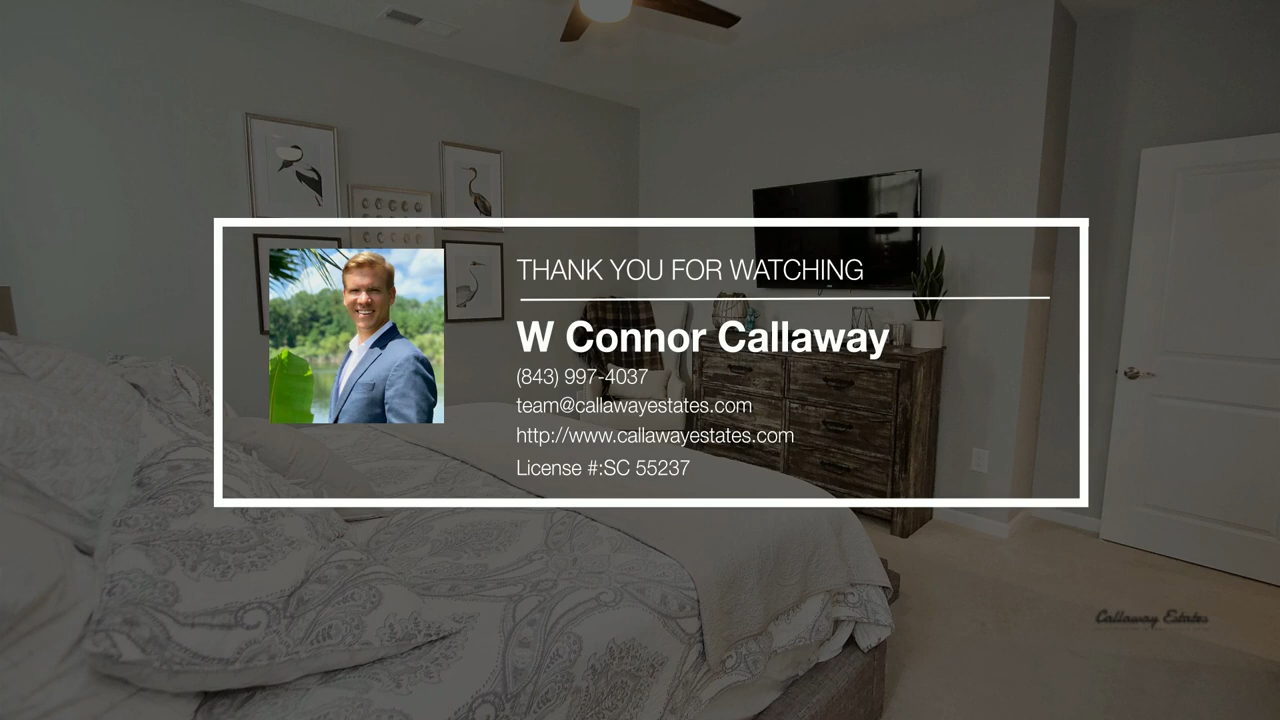 THANK YOU FOR WATCHING
W Connor Callaway
(843) 997-4037
team@callawayestates.com
http://www.callawayestates.com
License #:SC 55237
Callaway Estates